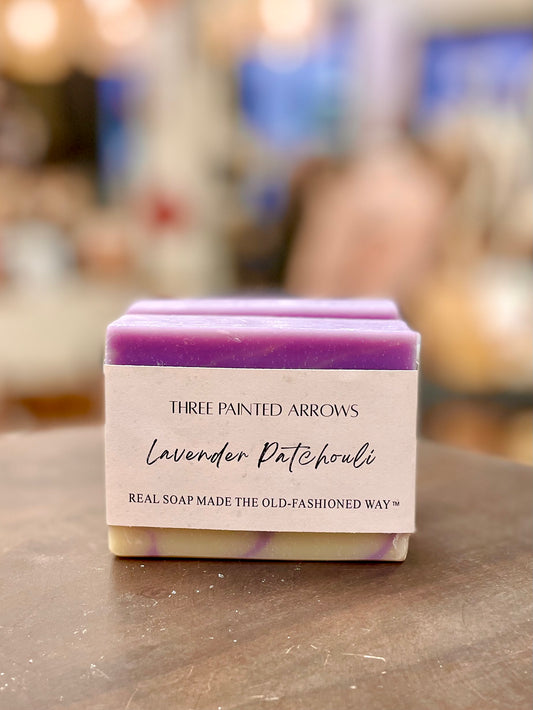 THREE PAINTED ARROWS
Lavender Patchouli
REAL SOAP MADE THE OLD-FASHIONED WAY™